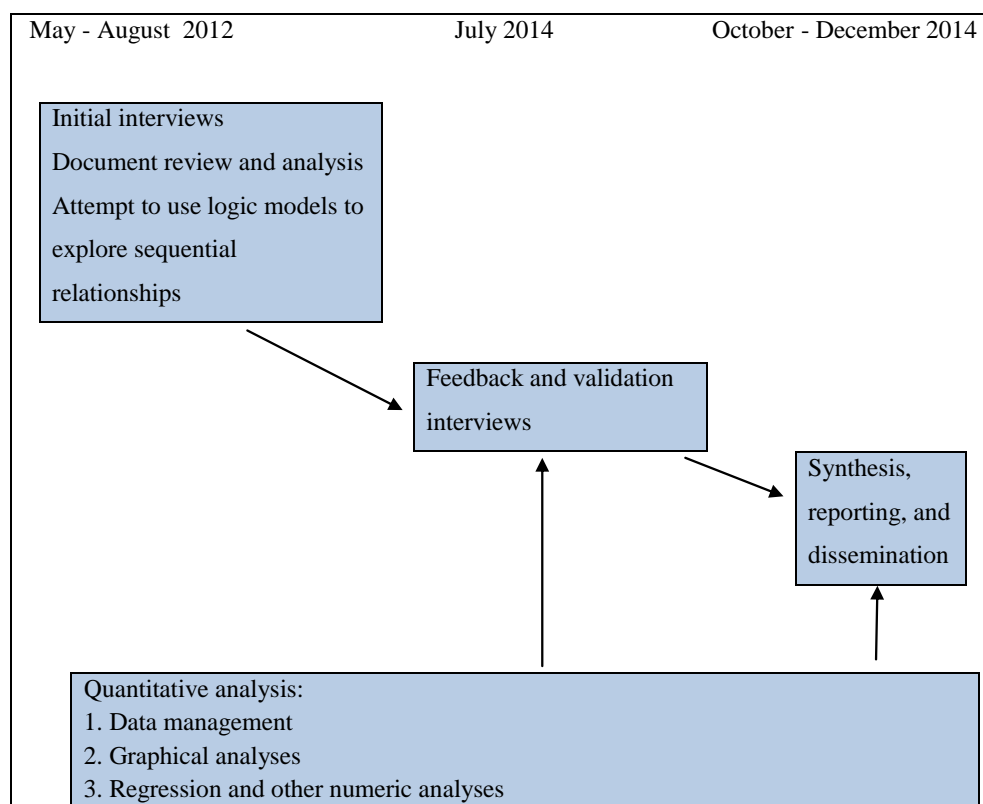 May - August 2012 July 2014 October - December 2014
Initial interviews
Document review and analysis
Attempt to use logic models to
explore sequential
relationships
Feedback and validation
interviews
Synthesis,
reporting, and
dissemination
Quantitative analysis:
1. Data management
2. Graphical analyses
3. Regression and other numeric analyses